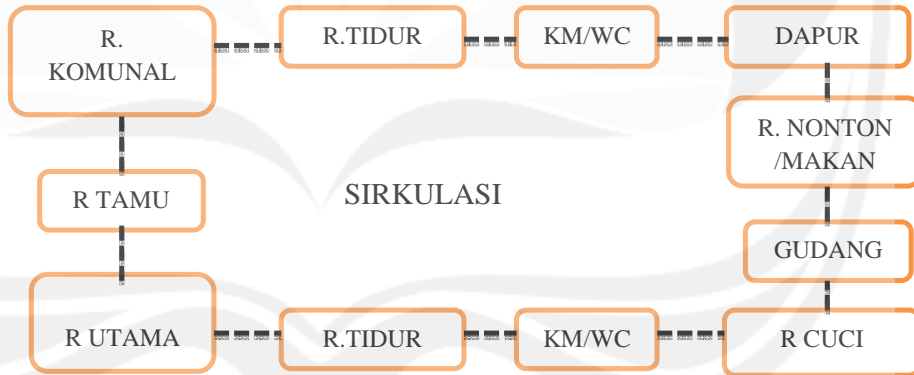 R.
KOMUNAL
R.TIDUR
KM/WC
DAPUR
R. NONTON
/MAKAN
R TAMU
SIRKULASI
GUDANG
R UTAMA
R.TIDUR
KM/WC
R CUCI